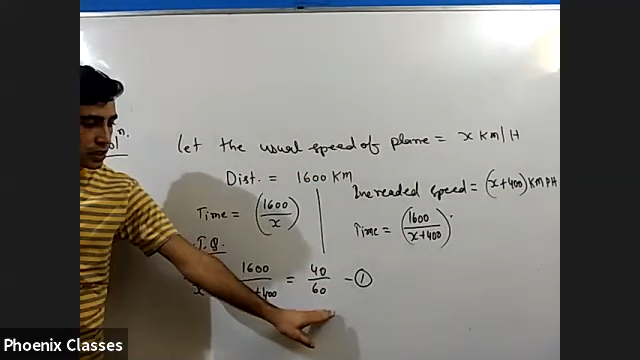 Solⁿ.
Let the usual speed of plane = x KM/H
Dist. = 1600 KM
Increaded speed = (x+400) KMPH
Time = (1600/x)
Time = (1600/x+400)
T.Q.
1600/+400 = 40/60 - ①
Phoenix Classes